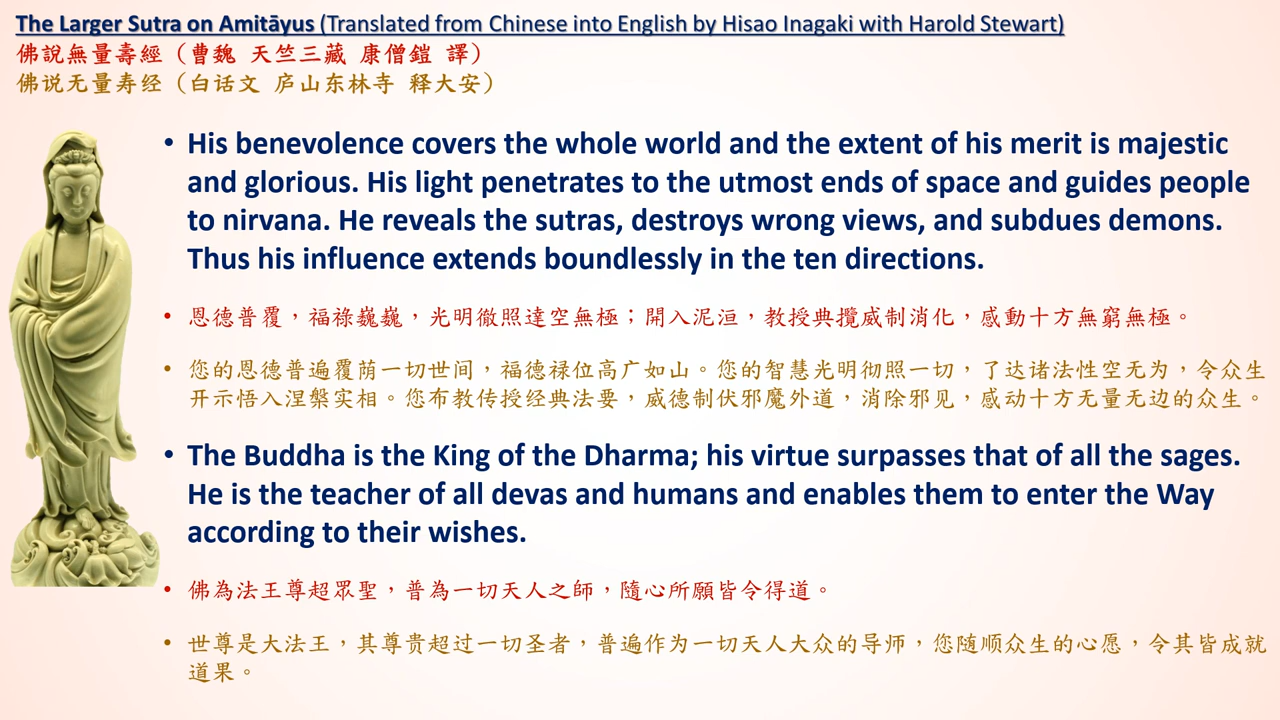 The Larger Sutra on Amitāyus (Translated from Chinese into English by Hisao Inagaki with Harold Stewart)
佛說無量壽經（曹魏 天竺三藏 康僧鎧 譯）
佛说无量寿经（白话文 庐山东林寺 释大安）
• His benevolence covers the whole world and the extent of his merit is majestic
and glorious. His light penetrates to the utmost ends of space and guides people
to nirvana. He reveals the sutras, destroys wrong views, and subdues demons.
Thus his influence extends boundlessly in the ten directions.
• 恩德普覆，福祿巍巍，光明徹照達空無極；開入泥洹，教授典攬威制消化，感動十方無窮無極。
• 您的恩德普遍覆荫一切世间，福德禄位高广如山。您的智慧光明彻照一切，了达诸法性空无为，令众生
开示悟入涅槃实相。您布教传授经典法要，威德制伏邪魔外道，消除邪见，感动十方无量无边的众生。
• The Buddha is the King of the Dharma; his virtue surpasses that of all the sages.
He is the teacher of all devas and humans and enables them to enter the Way
according to their wishes.
• 佛為法王尊超眾聖，普為一切天人之師，隨心所願皆令得道。
• 世尊是大法王，其尊贵超过一切圣者，普遍作为一切天人大众的导师，您随顺众生的心愿，令其皆成就
道果。